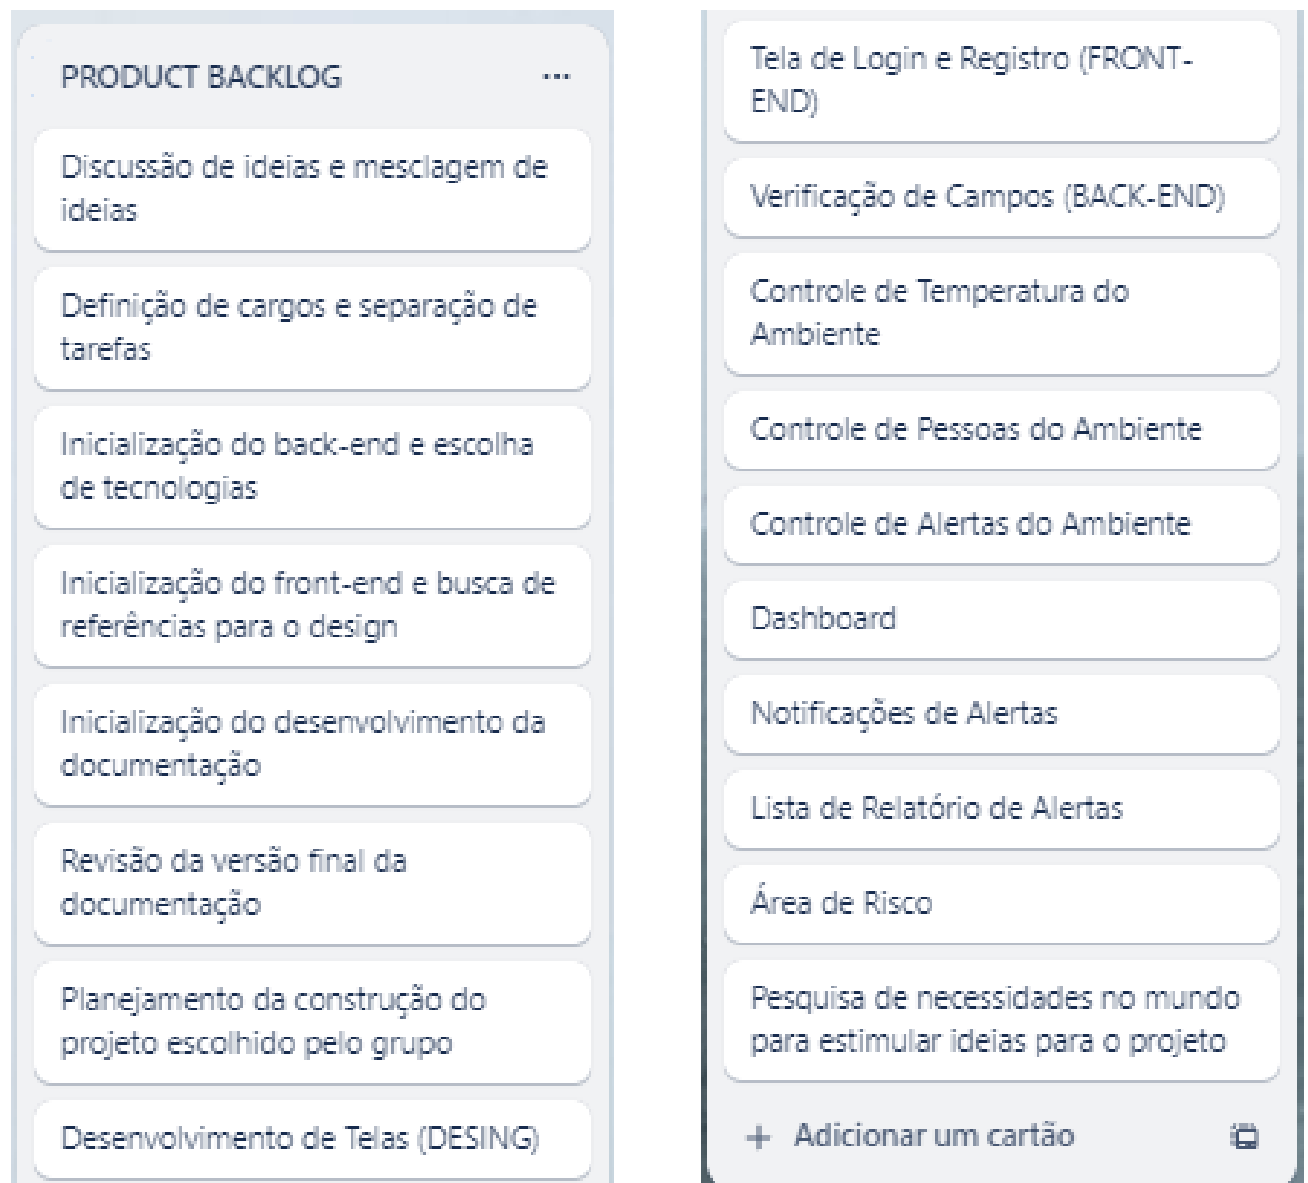 PRODUCT BACKLOG
Discussão de ideias e mesclagem de
ideias
Definição de cargos e separação de
tarefas
Inicialização do back-end e escolha
de tecnologias
Inicialização do front-end e busca de
referências para o design
Inicialização do desenvolvimento da
documentação
Revisão da versão final da
documentação
Planejamento da construção do
projeto escolhido pelo grupo
Desenvolvimento de Telas (DESING)
Tela de Login e Registro (FRONT-
END)
Verificação de Campos (BACK-END)
Controle de Temperatura do
Ambiente
Controle de Pessoas do Ambiente
Controle de Alertas do Ambiente
Dashboard
Notificações de Alertas
Lista de Relatório de Alertas
Área de Risco
Pesquisa de necessidades no mundo
para estimular ideias para o projeto
+ Adicionar um cartão